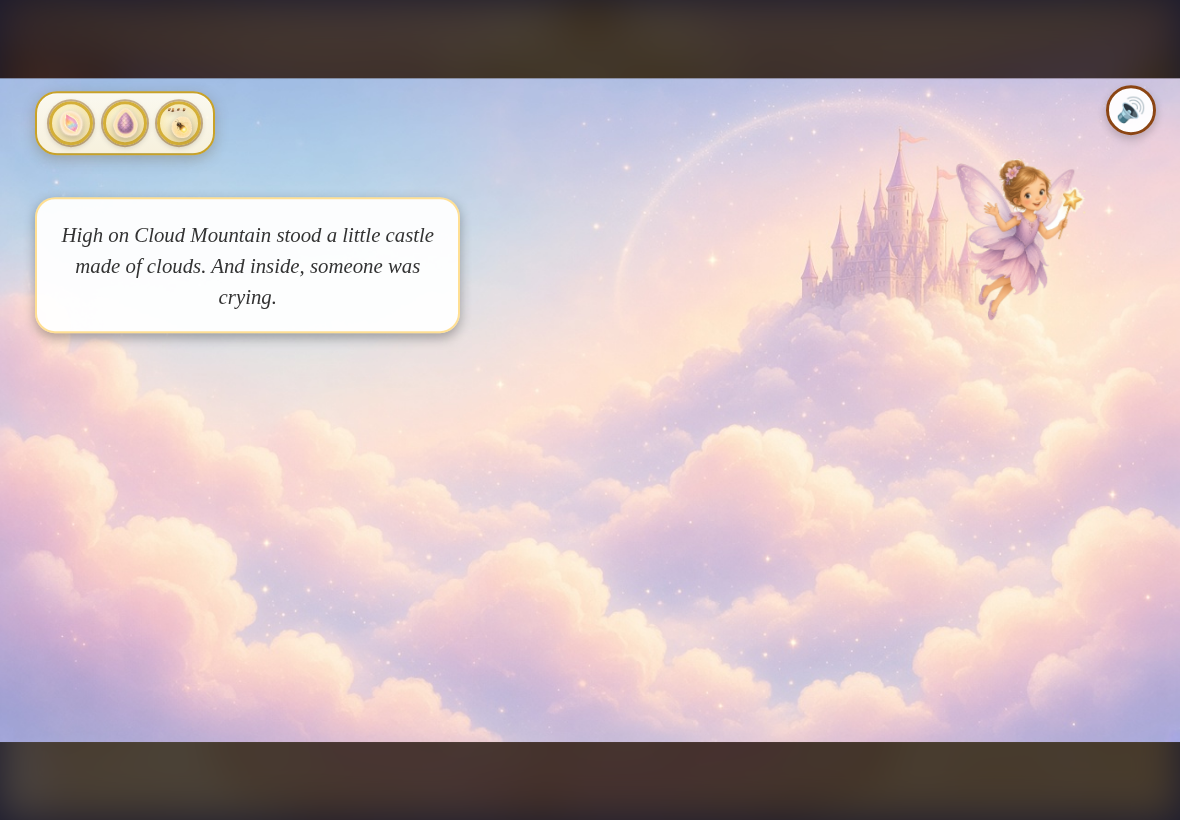 High on Cloud Mountain stood a little castle
made of clouds. And inside, someone was
crying.